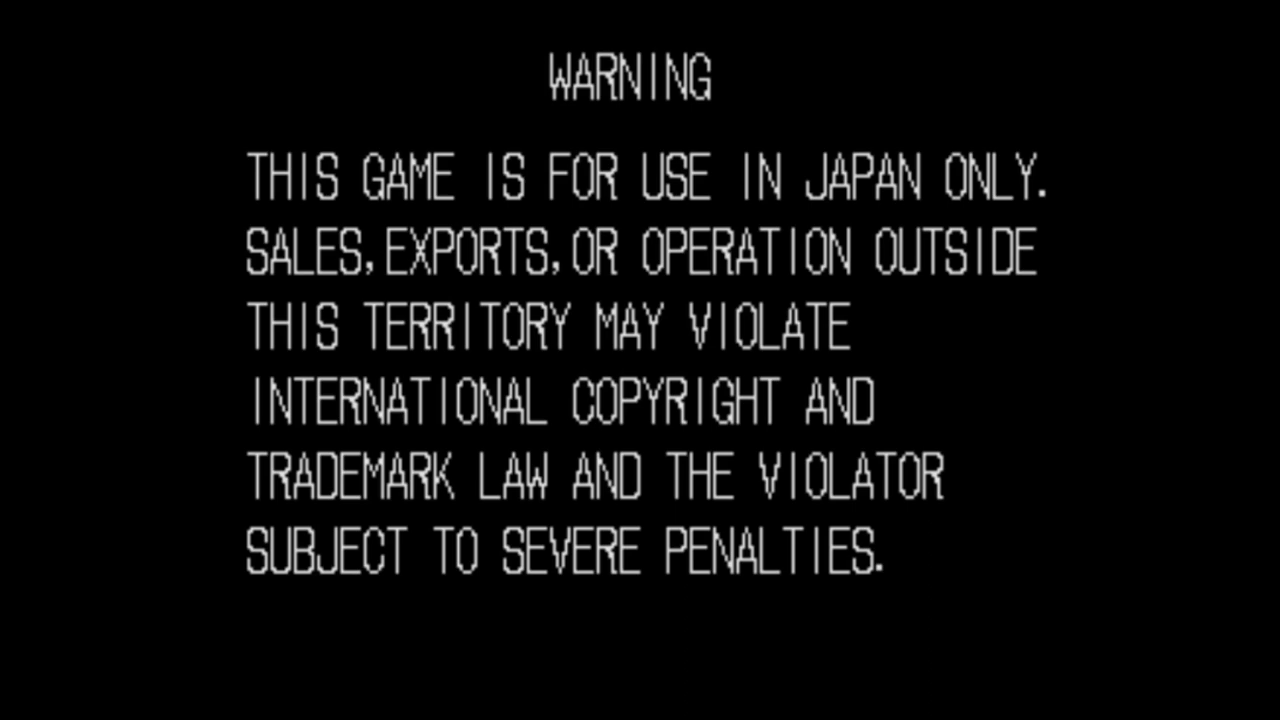 WARNING
THIS GAME IS FOR USE IN JAPAN ONLY.
SALES,EXPORTS,OR OPERATION OUTSIDE
THIS TERRITORY MAY VIOLATE
INTERNATIONAL COPYRIGHT AND
TRADEMARK LAW AND THE VIOLATOR
SUBJECT TO SEVERE PENALTIES.